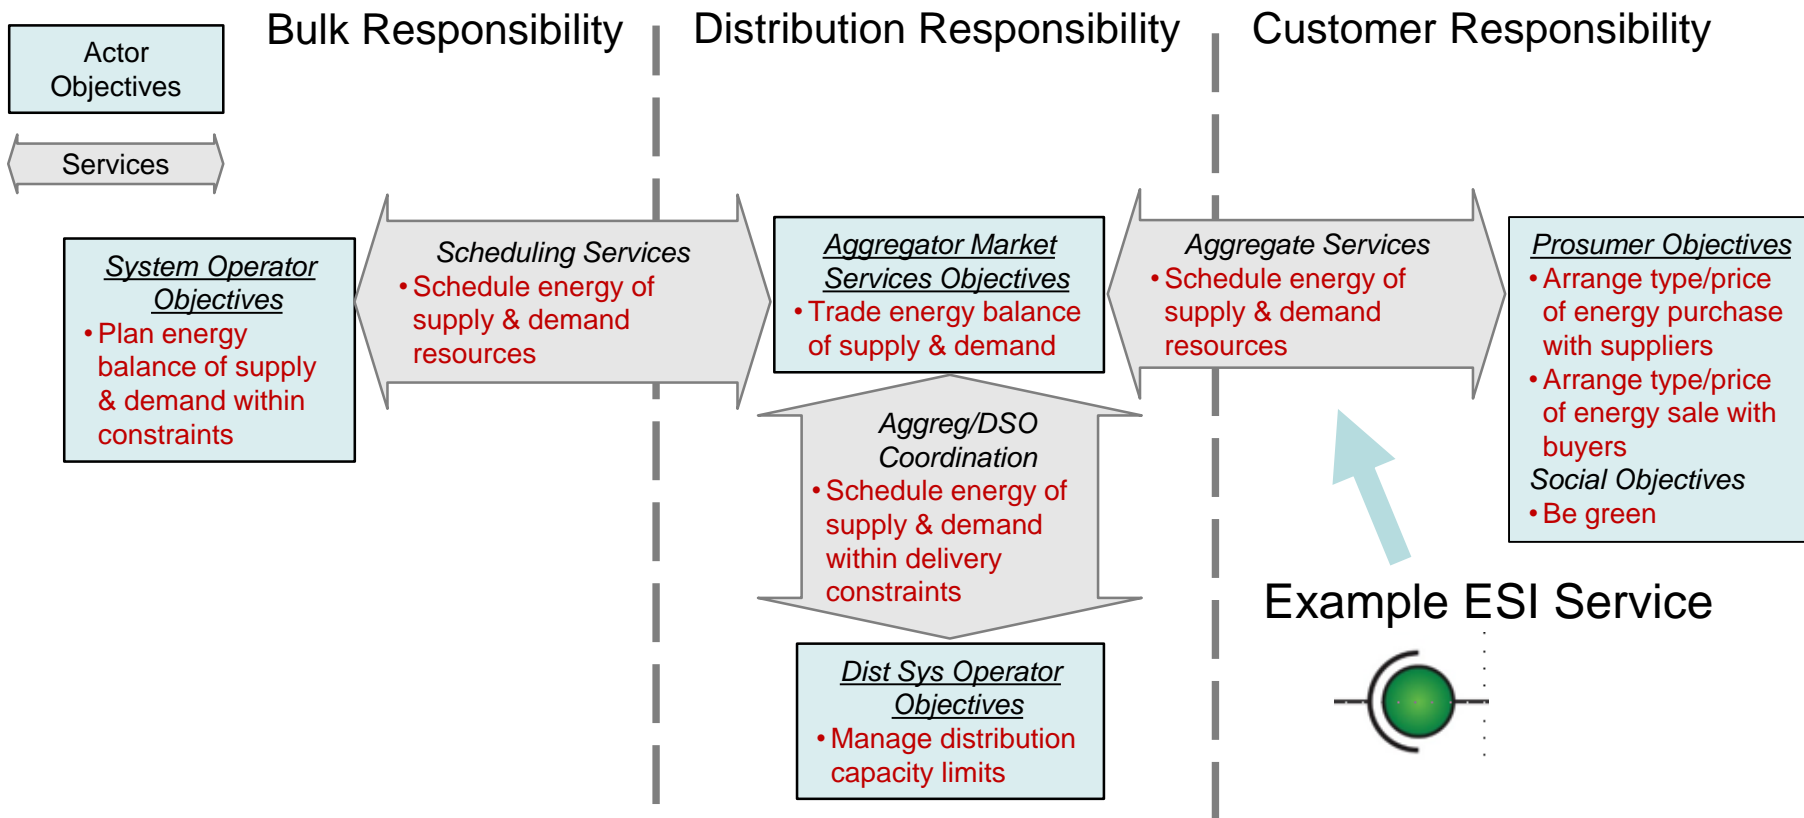 Bulk Responsibility
Distribution Responsibility
Customer Responsibility
Actor
Objectives
Services
System Operator
Objectives
• Plan energy
balance of supply
& demand within
constraints
Scheduling Services
• Schedule energy of
supply & demand
resources
Aggregator Market
Services Objectives
• Trade energy balance
of supply & demand
Aggregate Services
• Schedule energy of
supply & demand
resources
Prosumer Objectives
• Arrange type/price
of energy purchase
with suppliers
• Arrange type/price
of energy sale with
buyers
Social Objectives
• Be green
Aggreg/DSO
Coordination
• Schedule energy of
supply & demand
within delivery
constraints
Dist Sys Operator
Objectives
• Manage distribution
capacity limits
Example ESI Service